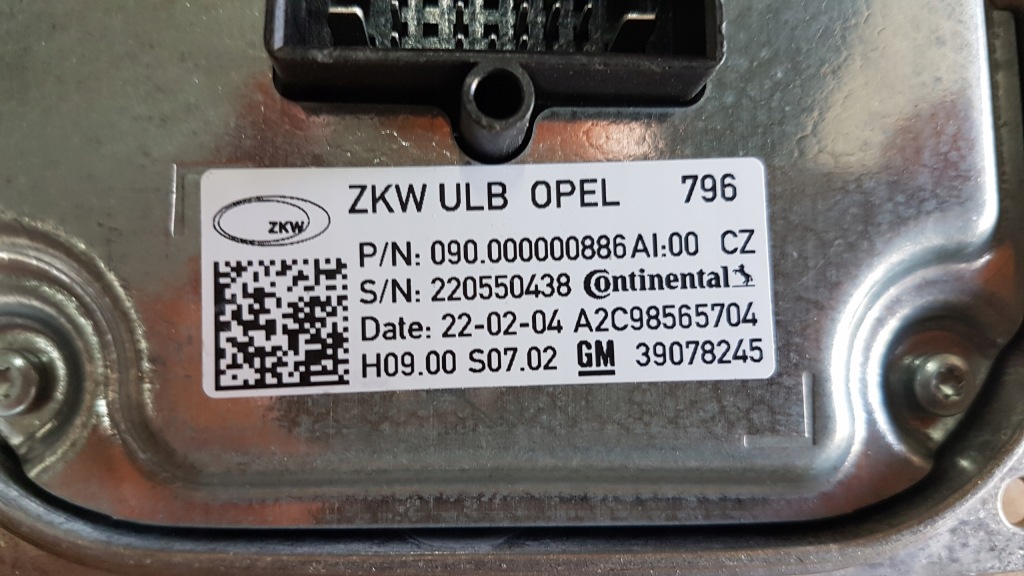 ZKW ULB OPEL 796
ZKW
P/N: 090.000000886 AI:00 CZ
S/N: 220550438 Continental
Date: 22-02-04 A2C98565704
H09.00 S07.02 GM 39078245